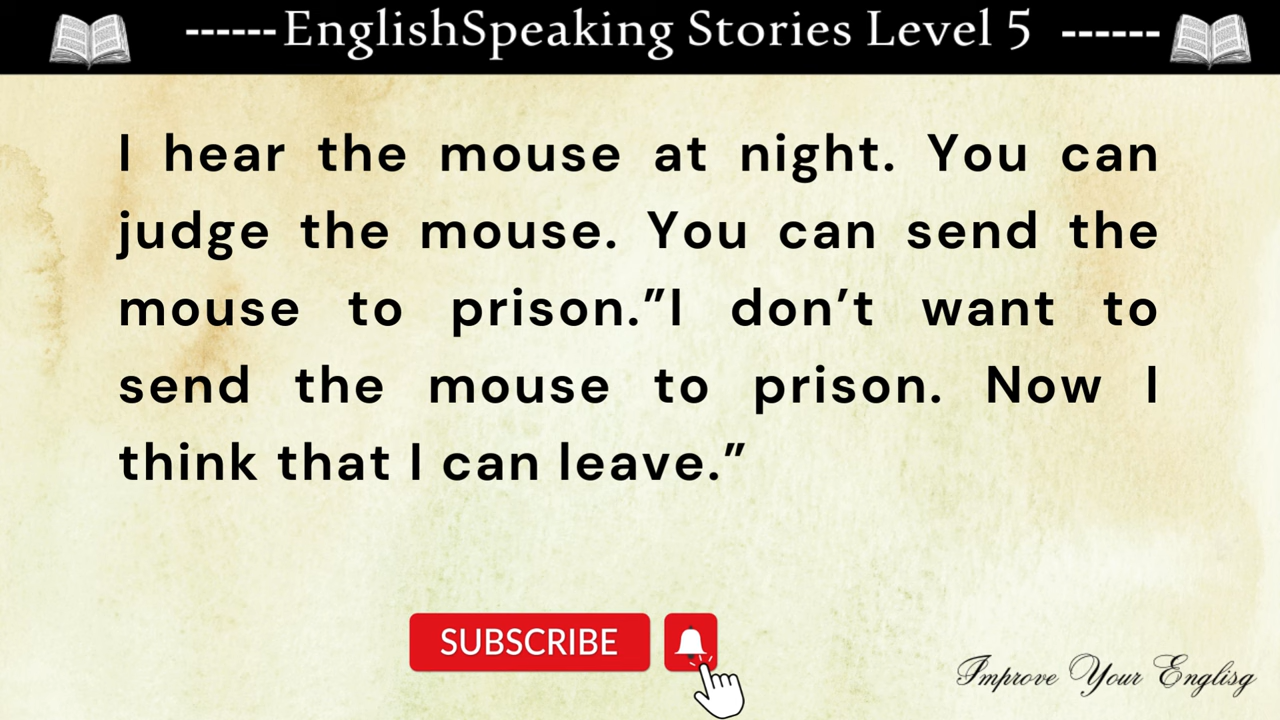 ------EnglishSpeaking Stories Level 5 ------
I hear the mouse at night. You can
judge the mouse. You can send the
mouse to prison.”I don’t want to
send the mouse to prison. Now I
think that I can leave.”
SUBSCRIBE
Improve Your Englisg